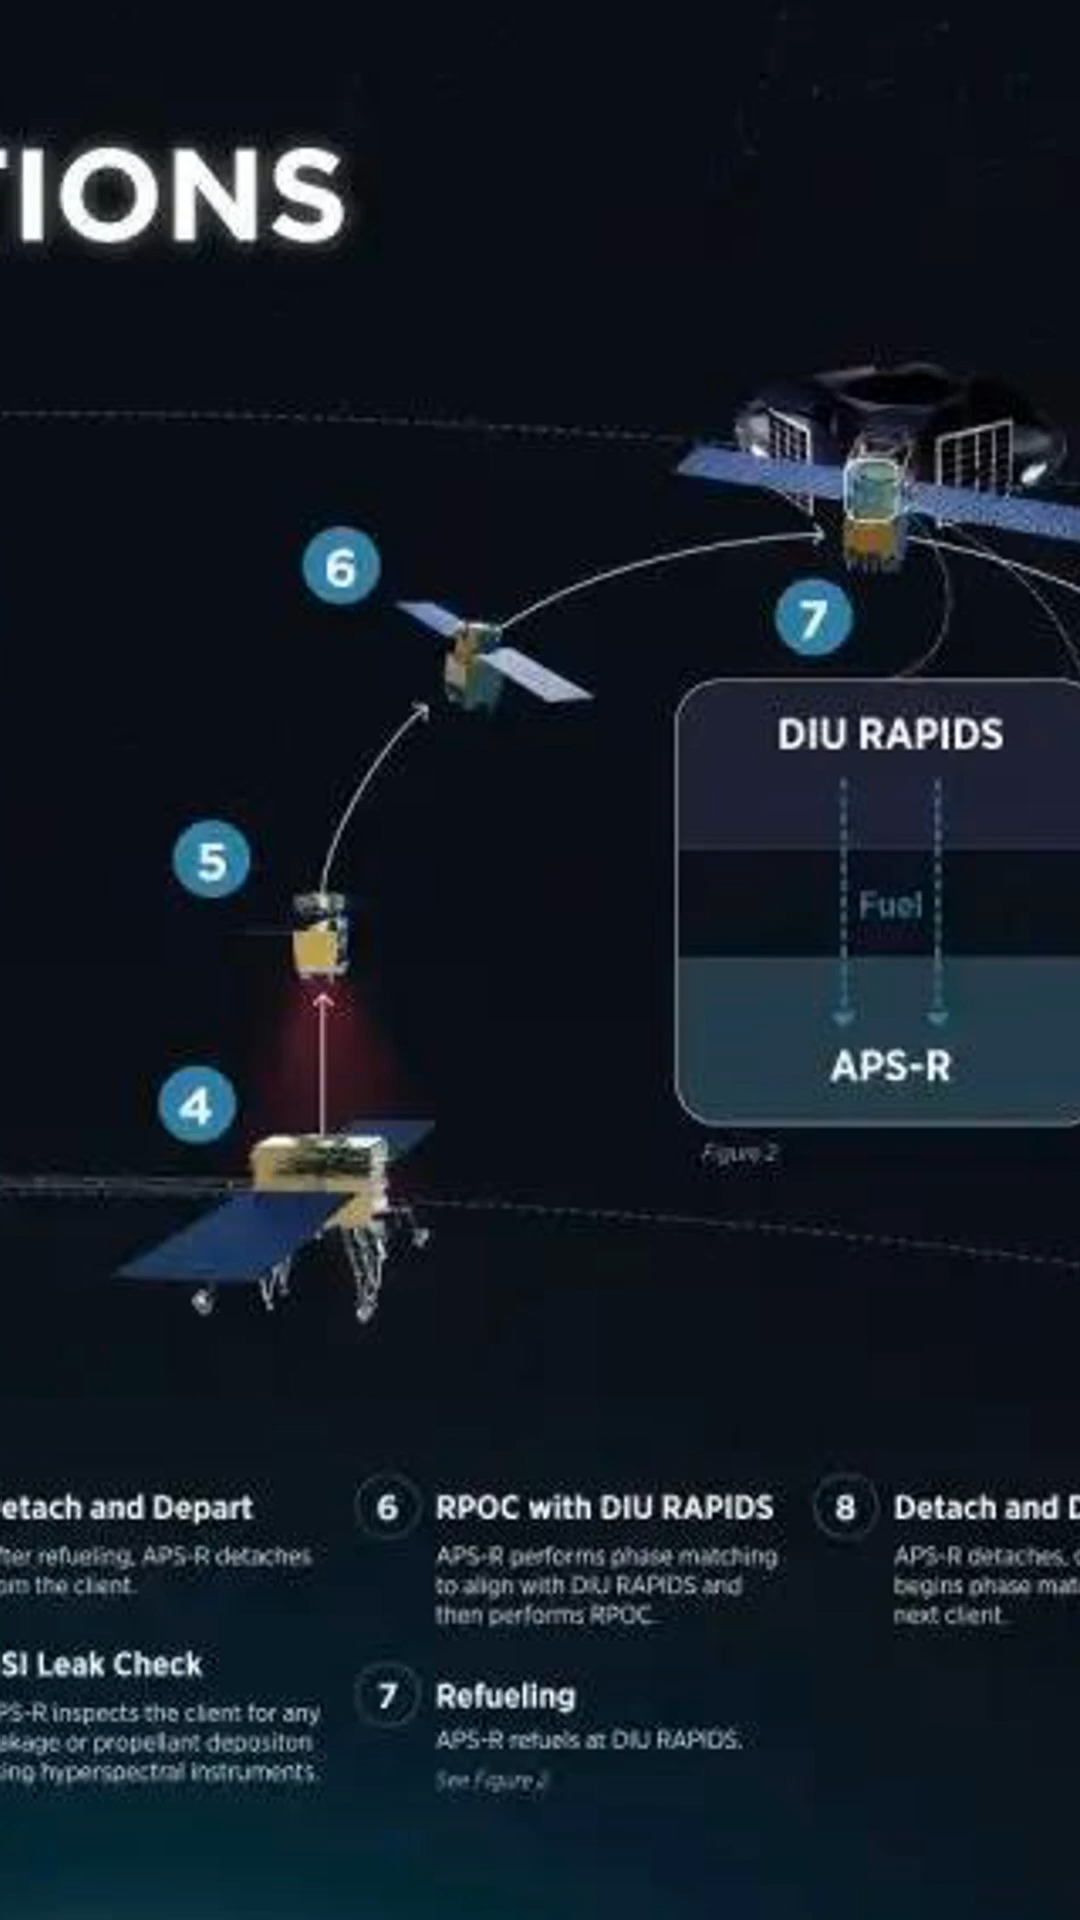 TIONS
6
7
DIU RAPIDS
Fuel
APS-R
Figure 2
5
4
etach and Depart
fter refueling, APS-R detaches
om the client.
SI Leak Check
PS-R inspects the client for any
akage or propellant depositon
ing hyperspectral instruments.
6 RPOC with DIU RAPIDS
APS-R performs phase matching
to align with DIU RAPIDS and
then performs RPOC.
7 Refueling
APS-R refuels at DIU RAPIDS.
See Figure 2
8 Detach and D
APS-R detaches,
begins phase mat
next client.